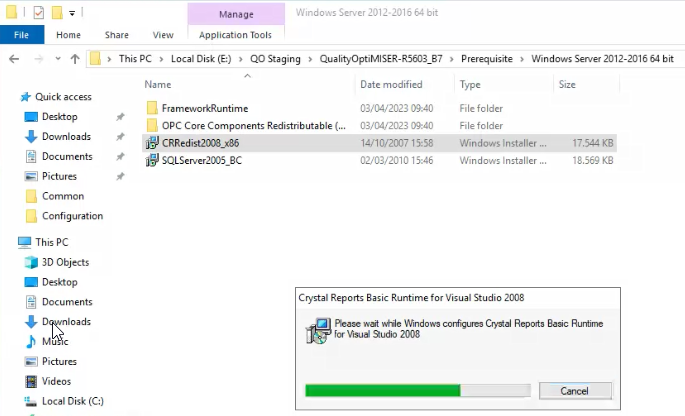 Manage
Windows Server 2012-2016 64 bit
File
Home
Share
View
Application Tools
This PC > Local Disk (E:) > QO Staging > QualityOptiMISER-R5603_B7 > Prerequisite > Windows Server 2012-2016 64 bit
Name
Date modified
Type
Size
Quick access
Desktop
Downloads
Documents
Pictures
Common
Configuration
This PC
3D Objects
Desktop
Documents
Downloads
Music
Pictures
Videos
Local Disk (C:)
FrameworkRuntime 03/04/2023 09:40 File folder
OPC Core Components Redistributable (... 03/04/2023 09:40 File folder
CRRedist2008_x86 14/10/2007 15:58 Windows Installer ... 17,544 KB
SQLServer2005_BC 02/03/2010 15:46 Windows Installer ... 18,569 KB
Crystal Reports Basic Runtime for Visual Studio 2008
Please wait while Windows configures Crystal Reports Basic Runtime
for Visual Studio 2008
Cancel